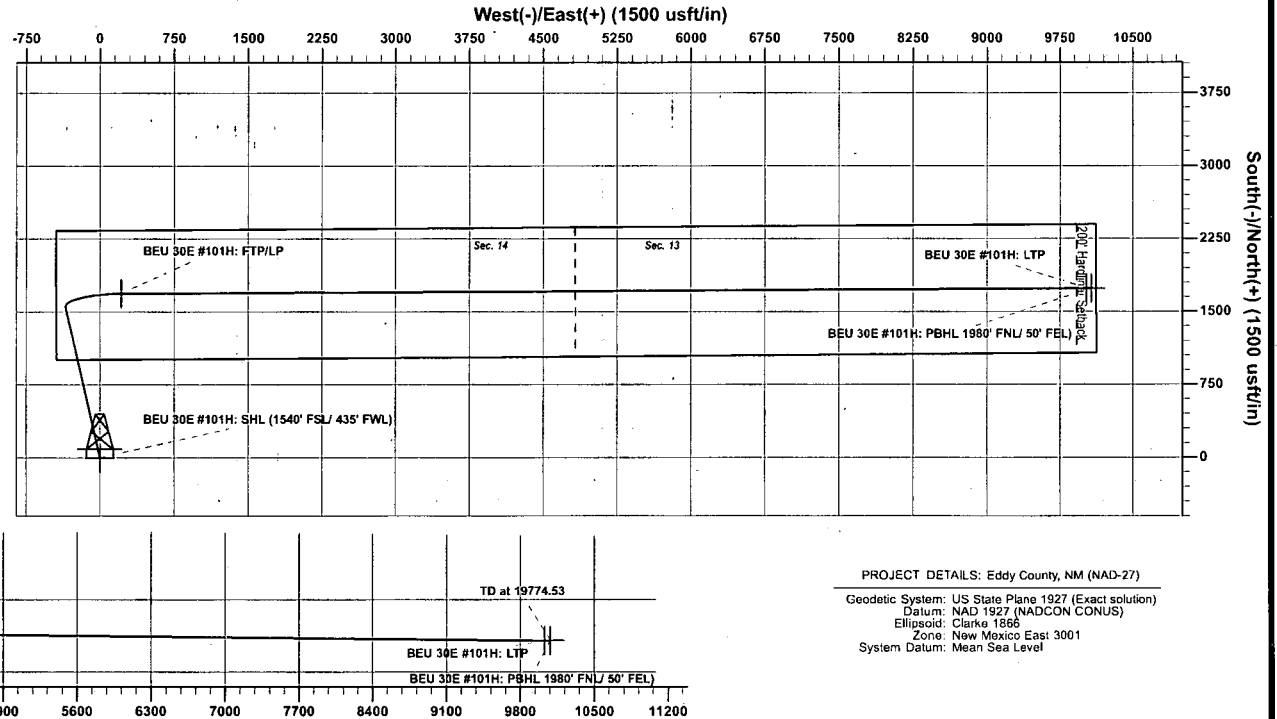 West(-)/East(+) (1500 usft/in)
-750 0 750 1500 2250 3000 3750 4500 5250 6000 6750 7500 8250 9000 9750 10500
3750
3000
2250
1500
750
0
South(-)/North(+) (1500 usft/in)
Sec. 14
Sec. 13
BEU 30E #101H: FTP/LP
BEU 30E #101H: LTP
200' Hardline Setback
BEU 30E #101H: PBHL 1980' FNL/ 50' FEL)
BEU 30E #101H: SHL (1540' FSL/ 435' FWL)
TD at 19774.53
BEU 30E #101H: LTP
BEU 30E #101H: PBHL 1980' FNL/ 50' FEL)
5600 6300 7000 7700 8400 9100 9800 10500 11200
PROJECT DETAILS: Eddy County, NM (NAD-27)
Geodetic System: US State Plane 1927 (Exact solution)
Datum: NAD 1927 (NADCON CONUS)
Ellipsoid: Clarke 1866
Zone: New Mexico East 3001
System Datum: Mean Sea Level